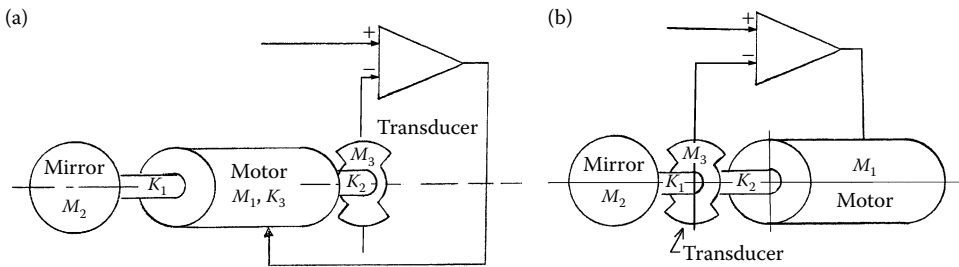 (a)
+
−
Transducer
Mirror
M2
K1
Motor
M1, K3
M3
K2
(b)
+
−
Mirror
M2
K1
M3
K2
M1
Motor
Transducer